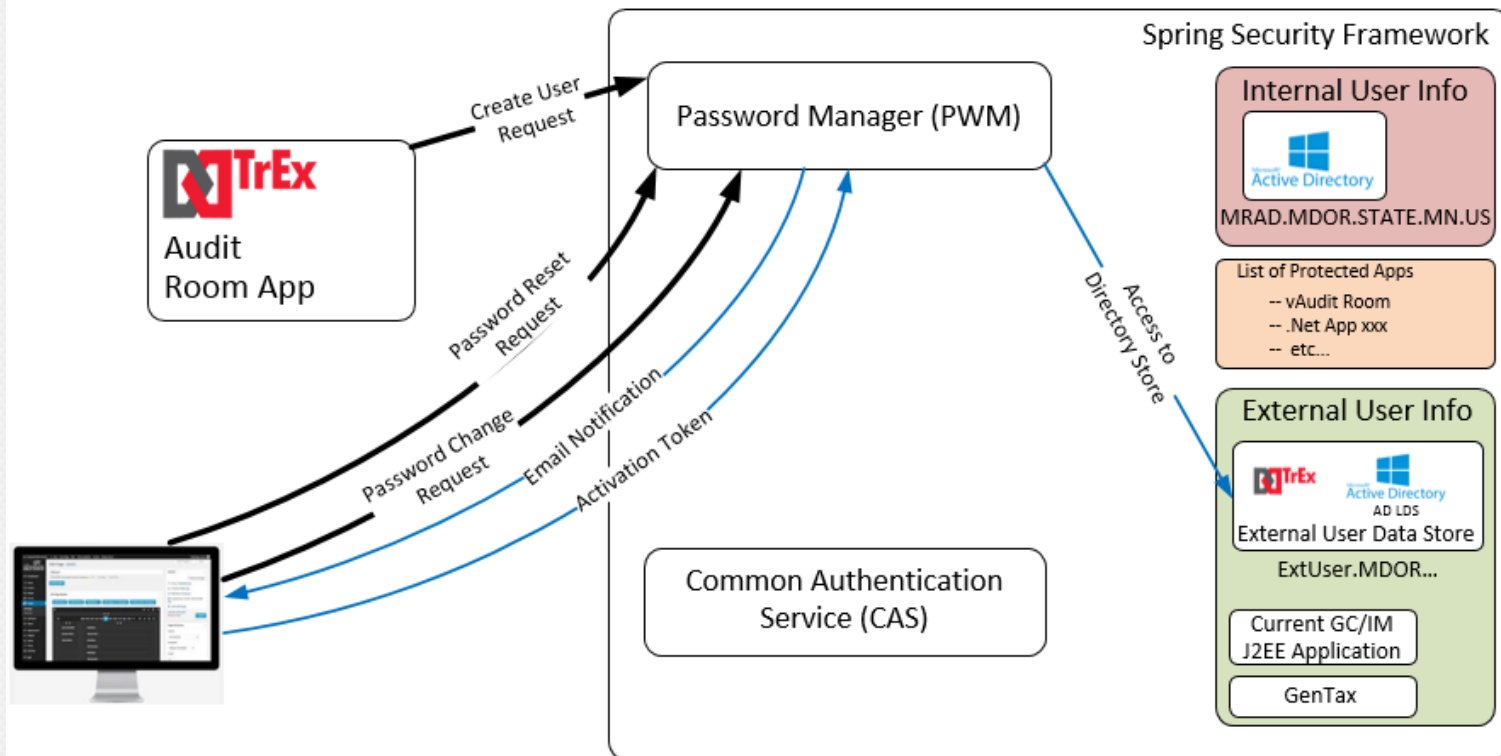 Spring Security Framework
Password Manager (PWM)
Create User
Request
TrEx
Audit
Room App
Password Reset
Request
Password Change
Request
Email Notification
Activation Token
Access to
Directory Store
Common Authentication
Service (CAS)
Internal User Info
Microsoft
Active Directory
MRAD.MDOR.STATE.MN.US
List of Protected Apps
-- vAudit Room
-- .Net App xxx
-- etc...
External User Info
TrEx
Active Directory
AD LDS
External User Data Store
ExtUser.MDOR...
Current GC/IM
J2EE Application
GenTax